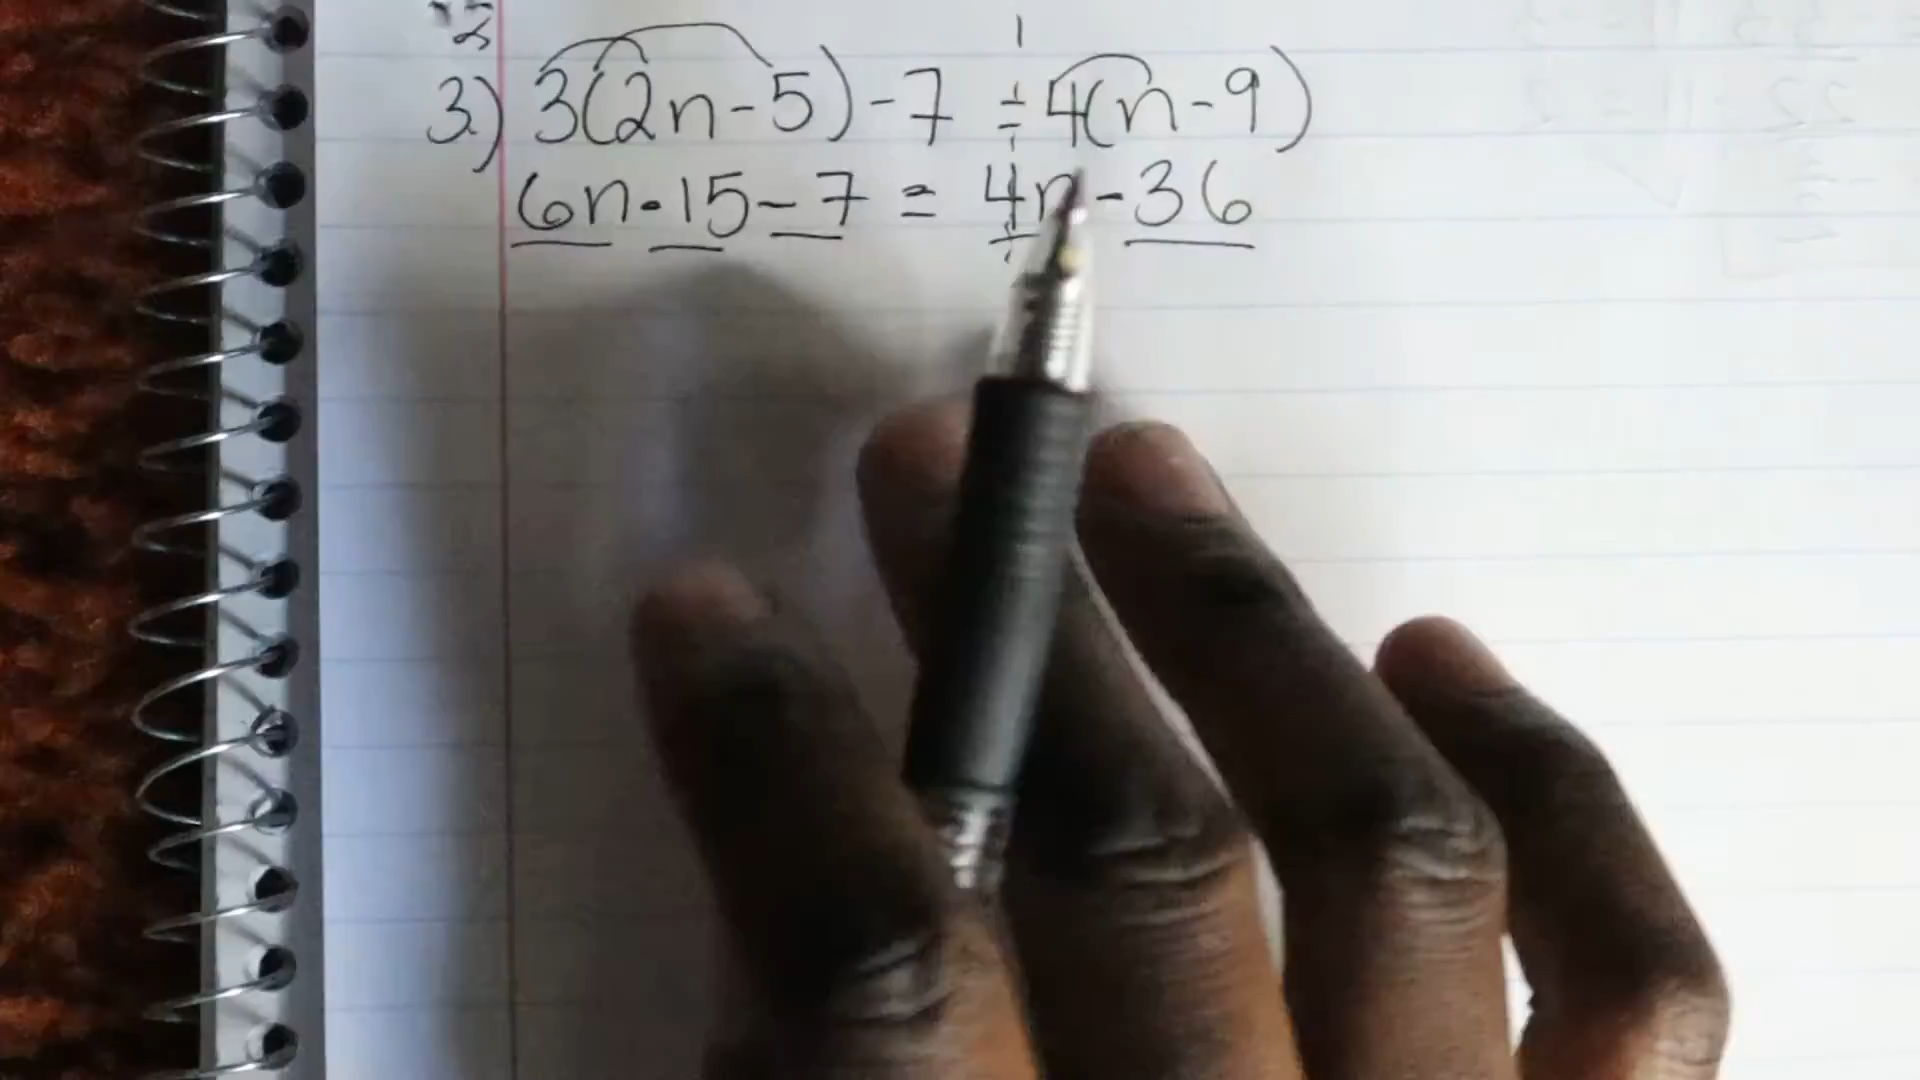 3.) 3(2n-5)-7 = 4(n-9)
6n-15-7 = 4n-36